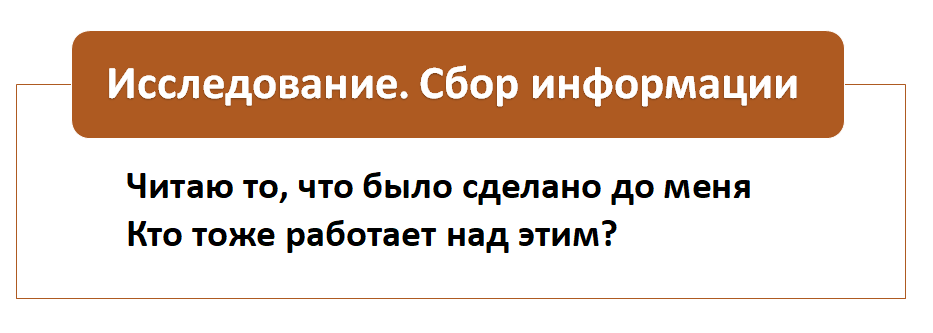 Исследование. Сбор информации
Читаю то, что было сделано до меня
Кто тоже работает над этим?